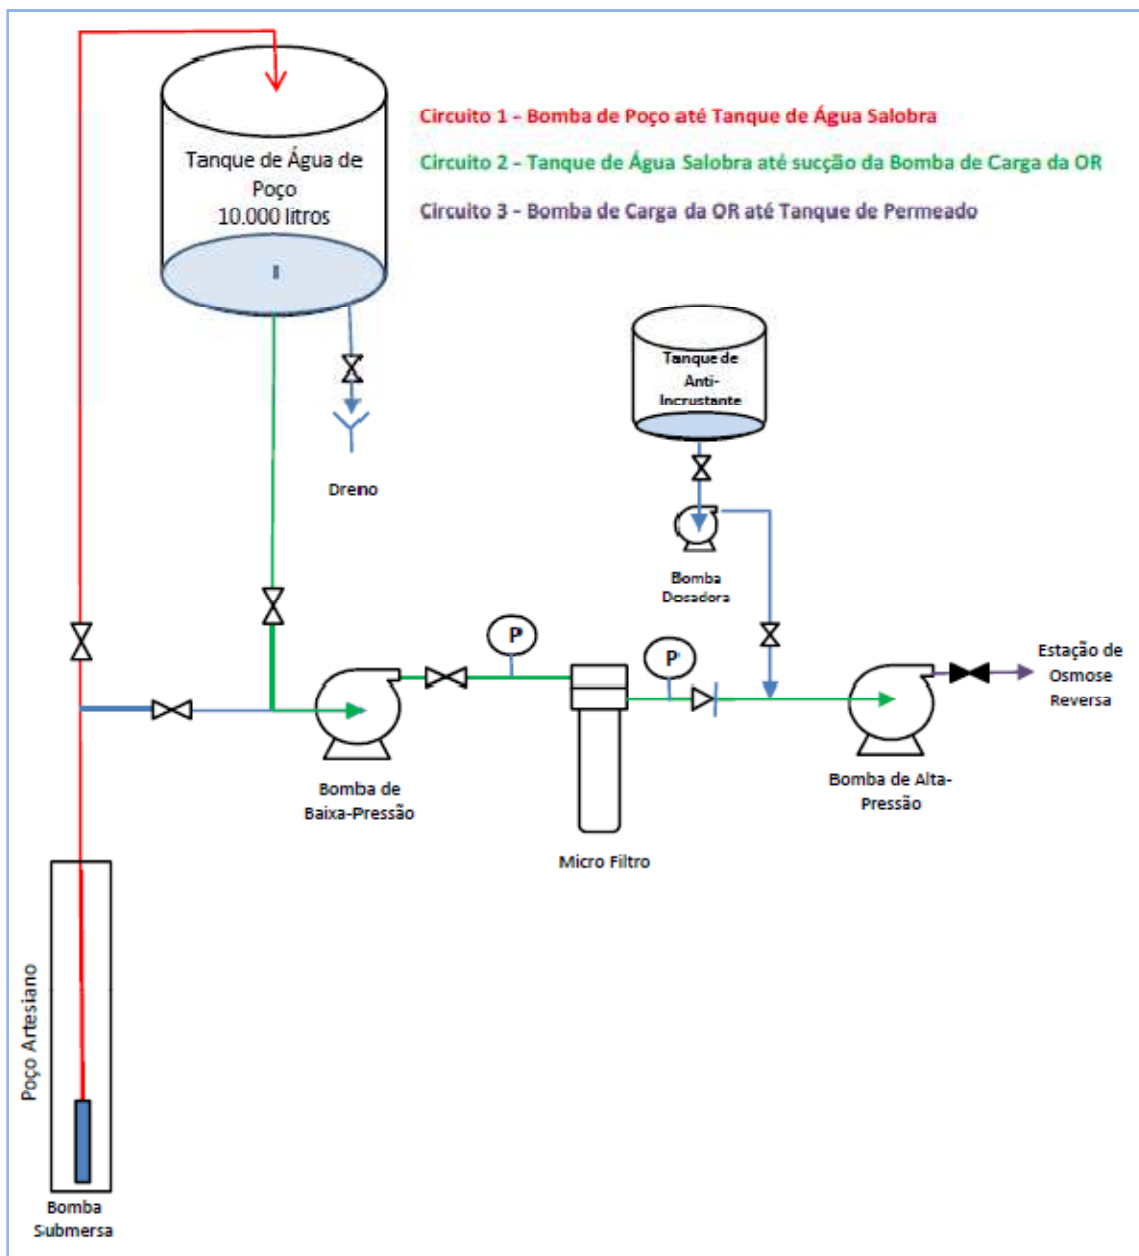 Circuito 1 - Bomba de Poço até Tanque de Água Salobra
Circuito 2 - Tanque de Água Salobra até sucção da Bomba de Carga da OR
Circuito 3 - Bomba de Carga da OR até Tanque de Permeado
Tanque de Água de
Poço
10.000 litros
Dreno
Tanque de
Anti-
Incrustante
Bomba
Dosadora
P
P
Estação de
Osmose
Reversa
Bomba de
Baixa-Pressão
Bomba de Alta-
Pressão
Micro Filtro
Poço Artesiano
Bomba
Submersa